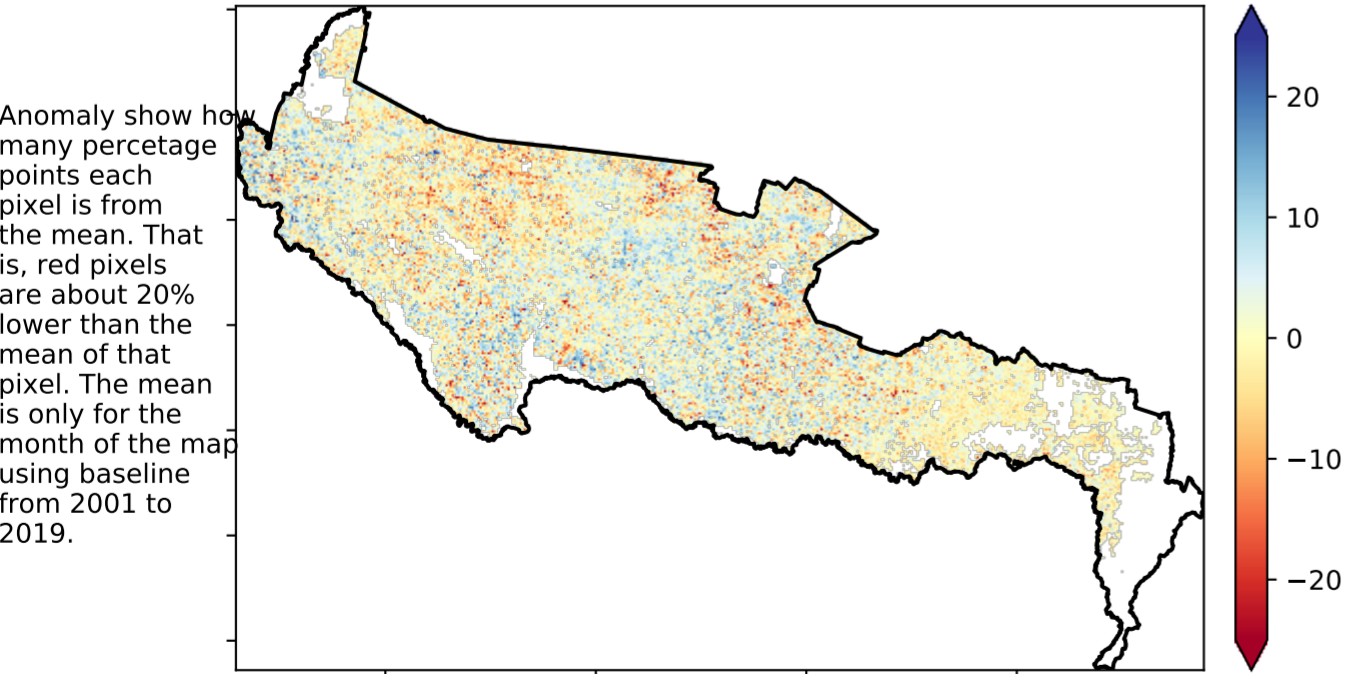 Anomaly show how
many percetage
points each
pixel is from
the mean. That
is, red pixels
are about 20%
lower than the
mean of that
pixel. The mean
is only for the
month of the map
using baseline
from 2001 to
2019.
20
10
0
−10
−20